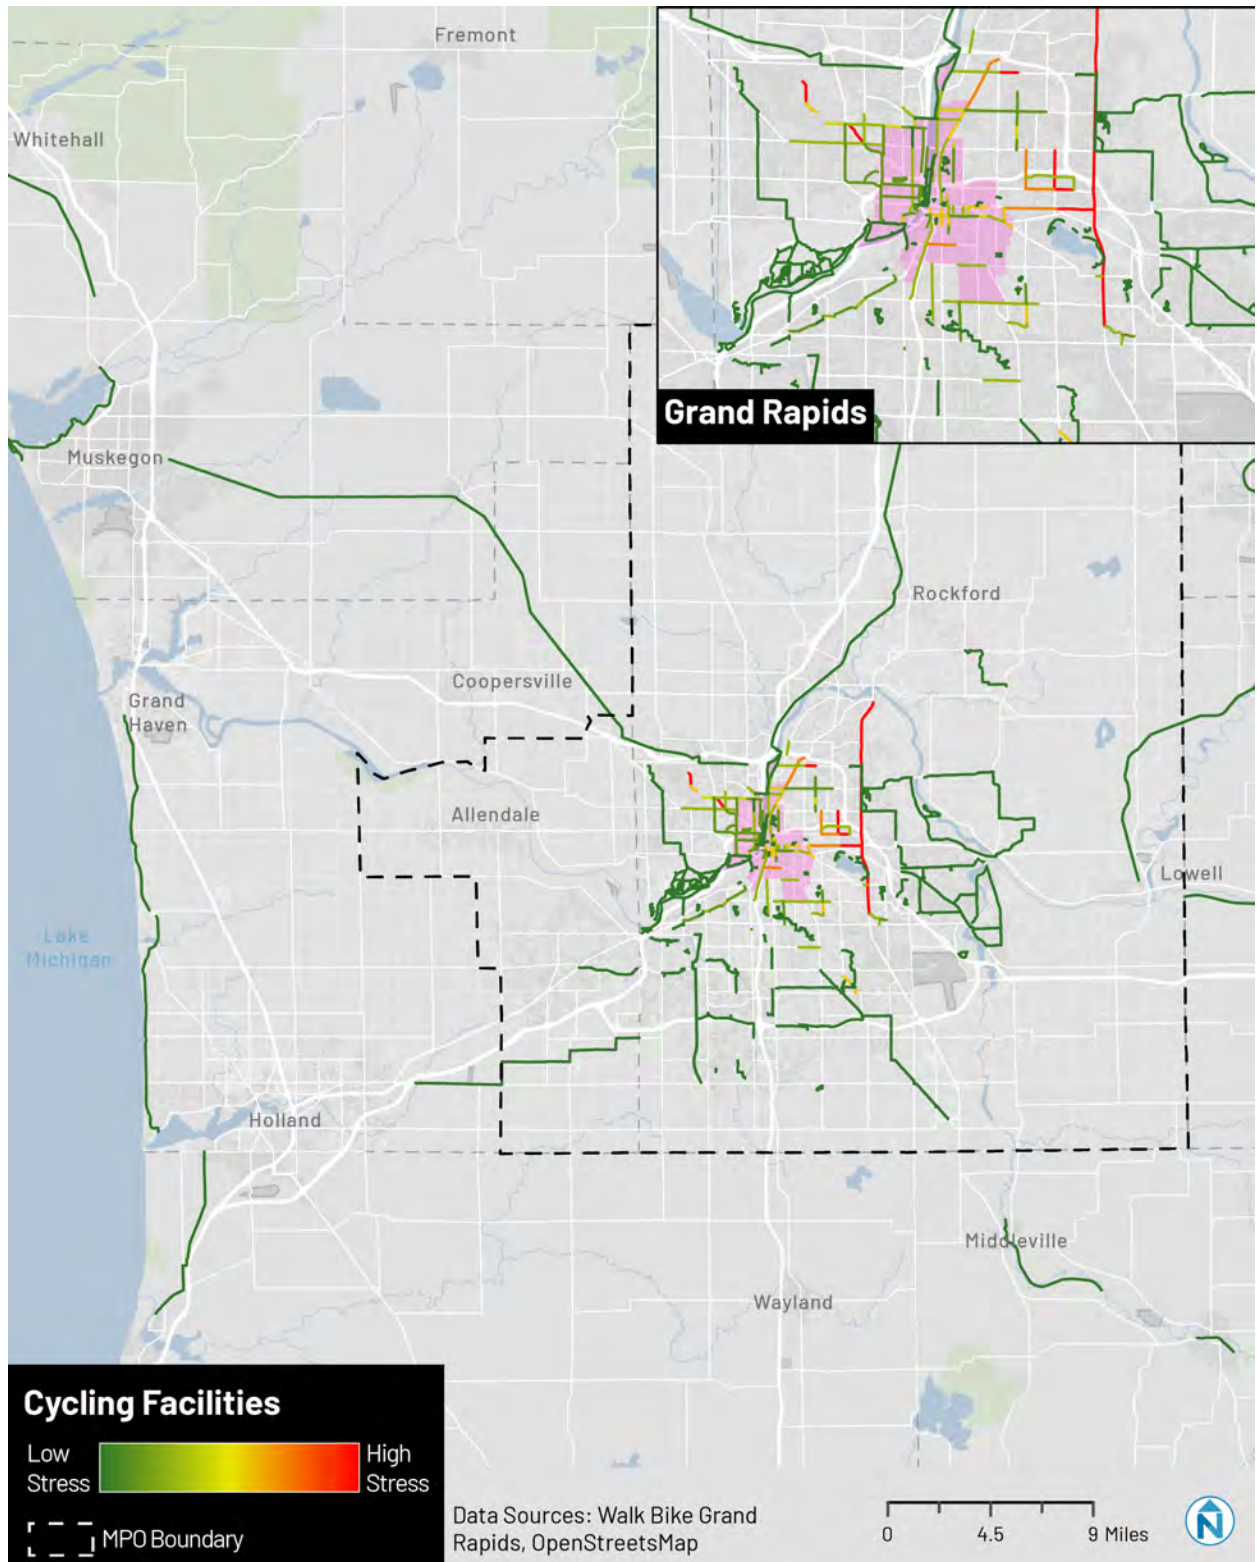 Fremont
Whitehall
Grand Rapids
Muskegon
Rockford
Coopersville
Grand
Haven
Allendale
Lowell
Lake
Michigan
Holland
Middleville
Wayland
Cycling Facilities
Low
Stress
High
Stress
MPO Boundary
Data Sources: Walk Bike Grand
Rapids, OpenStreetsMap
0 4.5 9 Miles
N